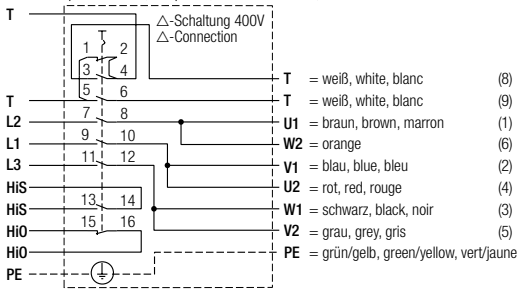 T
△-Schaltung 400V
△-Connection
1 2
3 4
T = weiß, white, blanc (8)
T 5 6 T = weiß, white, blanc (9)
L2 7 8 U1 = braun, brown, marron (1)
W2 = orange (6)
L1 9 10 V1 = blau, blue, bleu (2)
L3 11 12 U2 = rot, red, rouge (4)
HiS
HiS 13 14 W1 = schwarz, black, noir (3)
HiO 15 16 V2 = grau, grey, gris (5)
HiO PE = grün/gelb, green/yellow, vert/jaune
PE